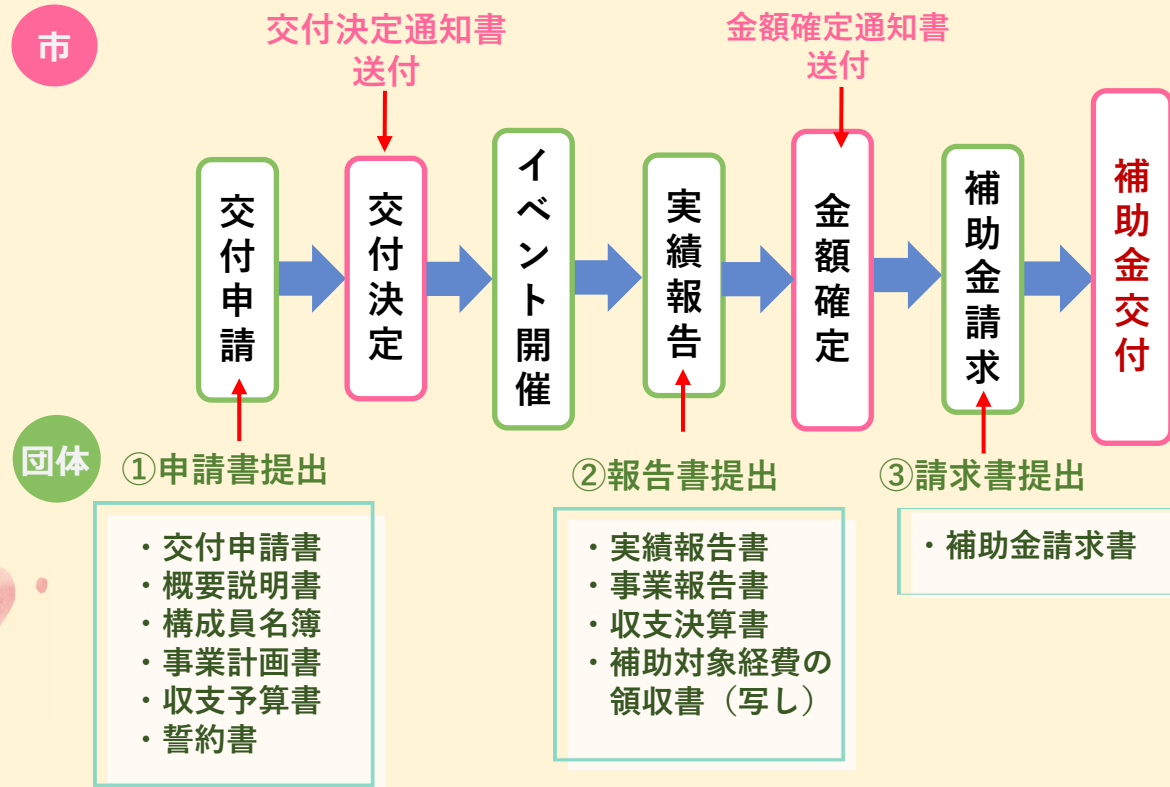 市
交付決定通知書
送付
金額確定通知書
送付
交付申請
交付決定
イベント開催
実績報告
金額確定
補助金請求
補助金交付
団体
①申請書提出
・交付申請書
・概要説明書
・構成員名簿
・事業計画書
・収支予算書
・誓約書
②報告書提出
・実績報告書
・事業報告書
・収支決算書
・補助対象経費の
領収書（写し）
③請求書提出
・補助金請求書